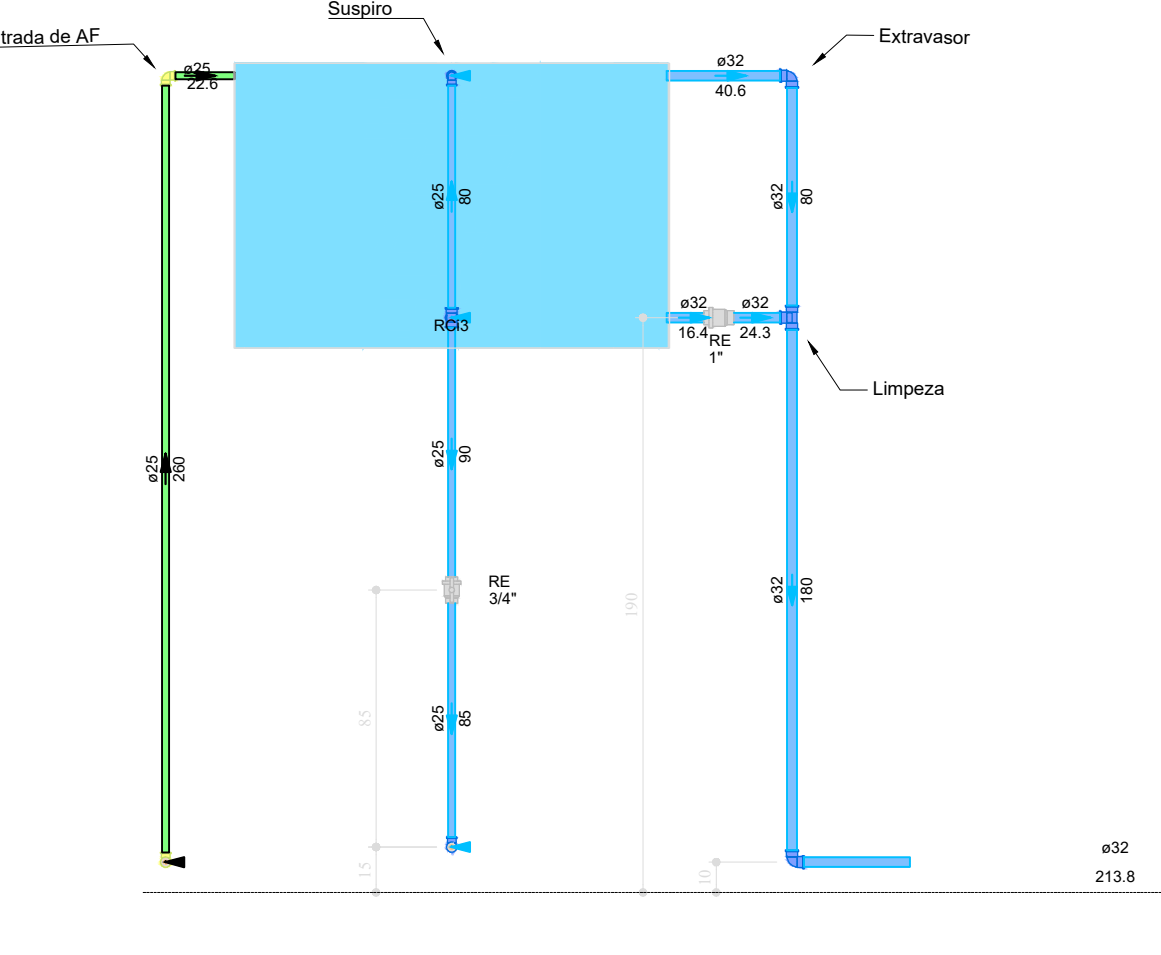 Suspiro
trada de AF
Extravasor
ø25
22.6
ø32
40.6
ø25
80
ø32
80
RCi3
ø32
16.4
ø32
24.3
RE
1"
Limpeza
ø25
260
ø25
90
RE
3/4"
190
ø32
180
85
ø25
85
15
10
ø32
213.8